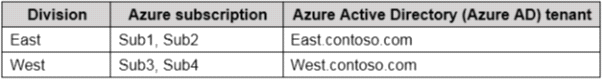 Division Azure subscription Azure Active Directory (Azure AD) tenant
East Sub1, Sub2 East.contoso.com
West Sub3, Sub4 West.contoso.com